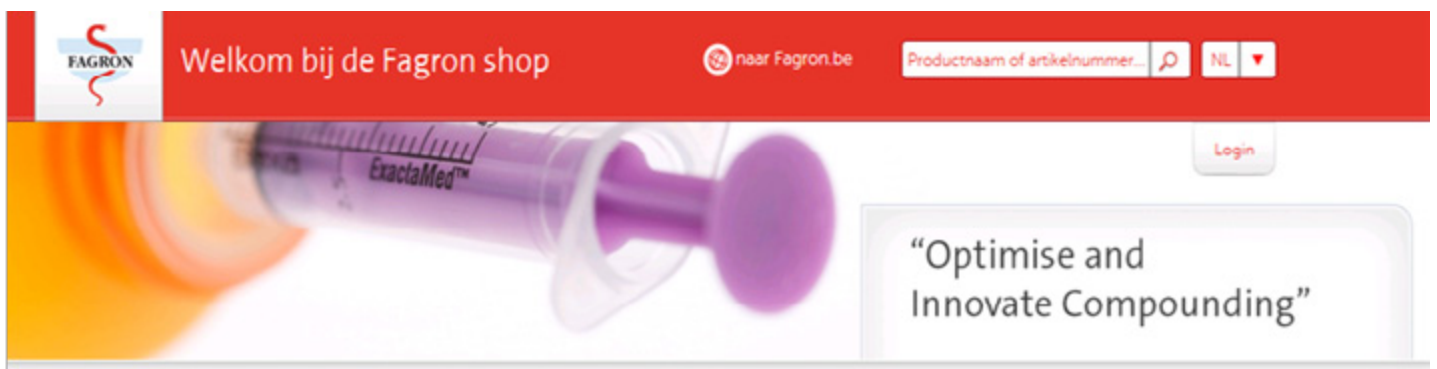 FAGRON
Welkom bij de Fagron shop
naar Fagron.be
Productnaam of artikelnummer...
NL
Login
ExactaMed™
“Optimise and
Innovate Compounding”